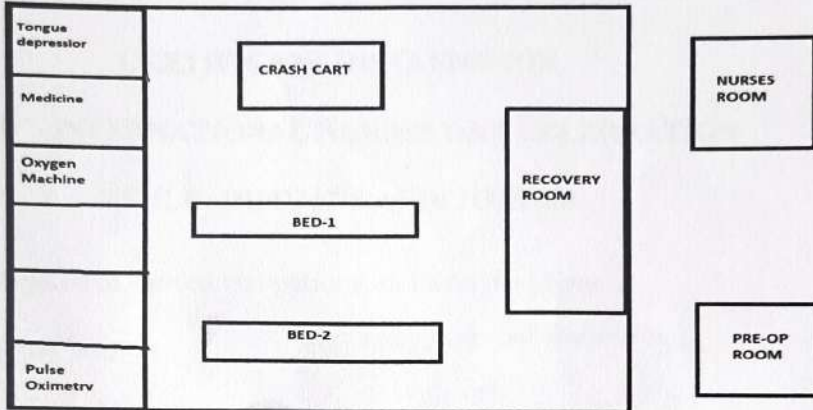 Tongue
depressior
Medicine
Oxygen
Machine
Pulse
Oximetry
CRASH CART
BED-1
BED-2
RECOVERY
ROOM
NURSES
ROOM
PRE-OP
ROOM